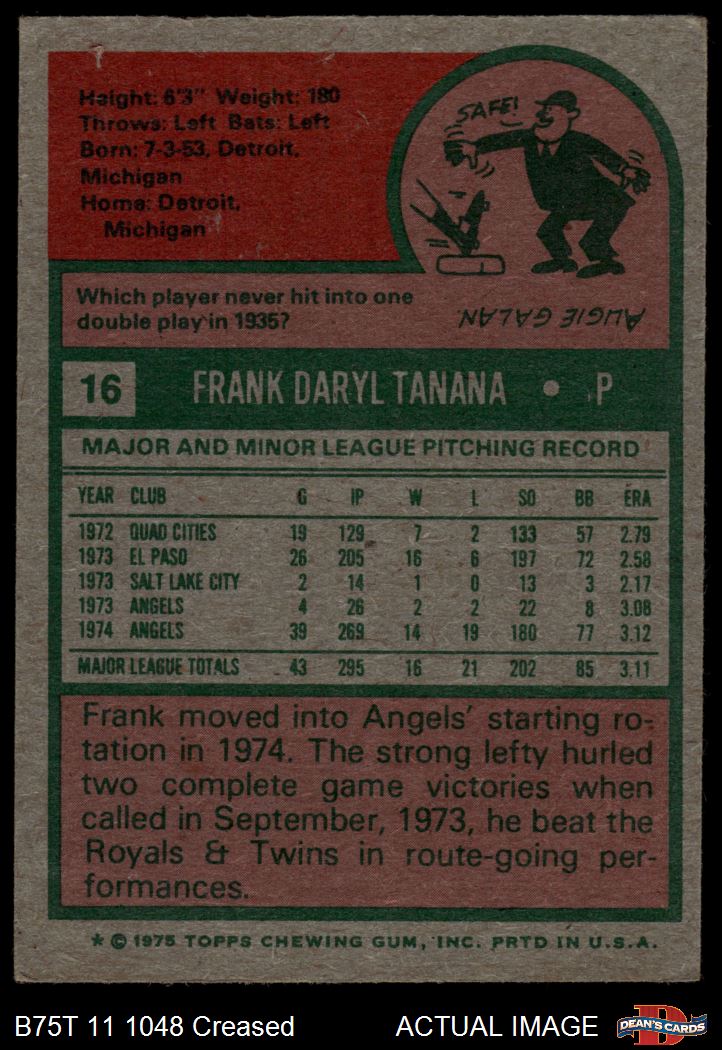 Height: 6'3" Weight: 180
Throws: Left Bats: Left
Born: 7-3-53, Detroit,
Michigan
Home: Detroit,
Michigan
SAFE!
Which player never hit into one
double play in 1935?
AUGIE GALAN
16 FRANK DARYL TANANA • P
MAJOR AND MINOR LEAGUE PITCHING RECORD
YEAR CLUB G IP W L SO BB ERA
1972 QUAD CITIES 19 129 7 2 133 57 2.79
1973 EL PASO 26 205 16 6 197 72 2.58
1973 SALT LAKE CITY 2 14 1 0 13 3 2.17
1973 ANGELS 4 26 2 2 22 8 3.08
1974 ANGELS 39 269 14 19 180 77 3.12
MAJOR LEAGUE TOTALS 43 295 16 21 202 85 3.11
Frank moved into Angels' starting ro-
tation in 1974. The strong lefty hurled
two complete game victories when
called in September, 1973, he beat the
Royals & Twins in route-going per-
formances.
* © 1975 TOPPS CHEWING GUM, INC. PRTD IN U.S.A.
B75T 11 1048 Creased ACTUAL IMAGE
D
DEAN'S CARDS